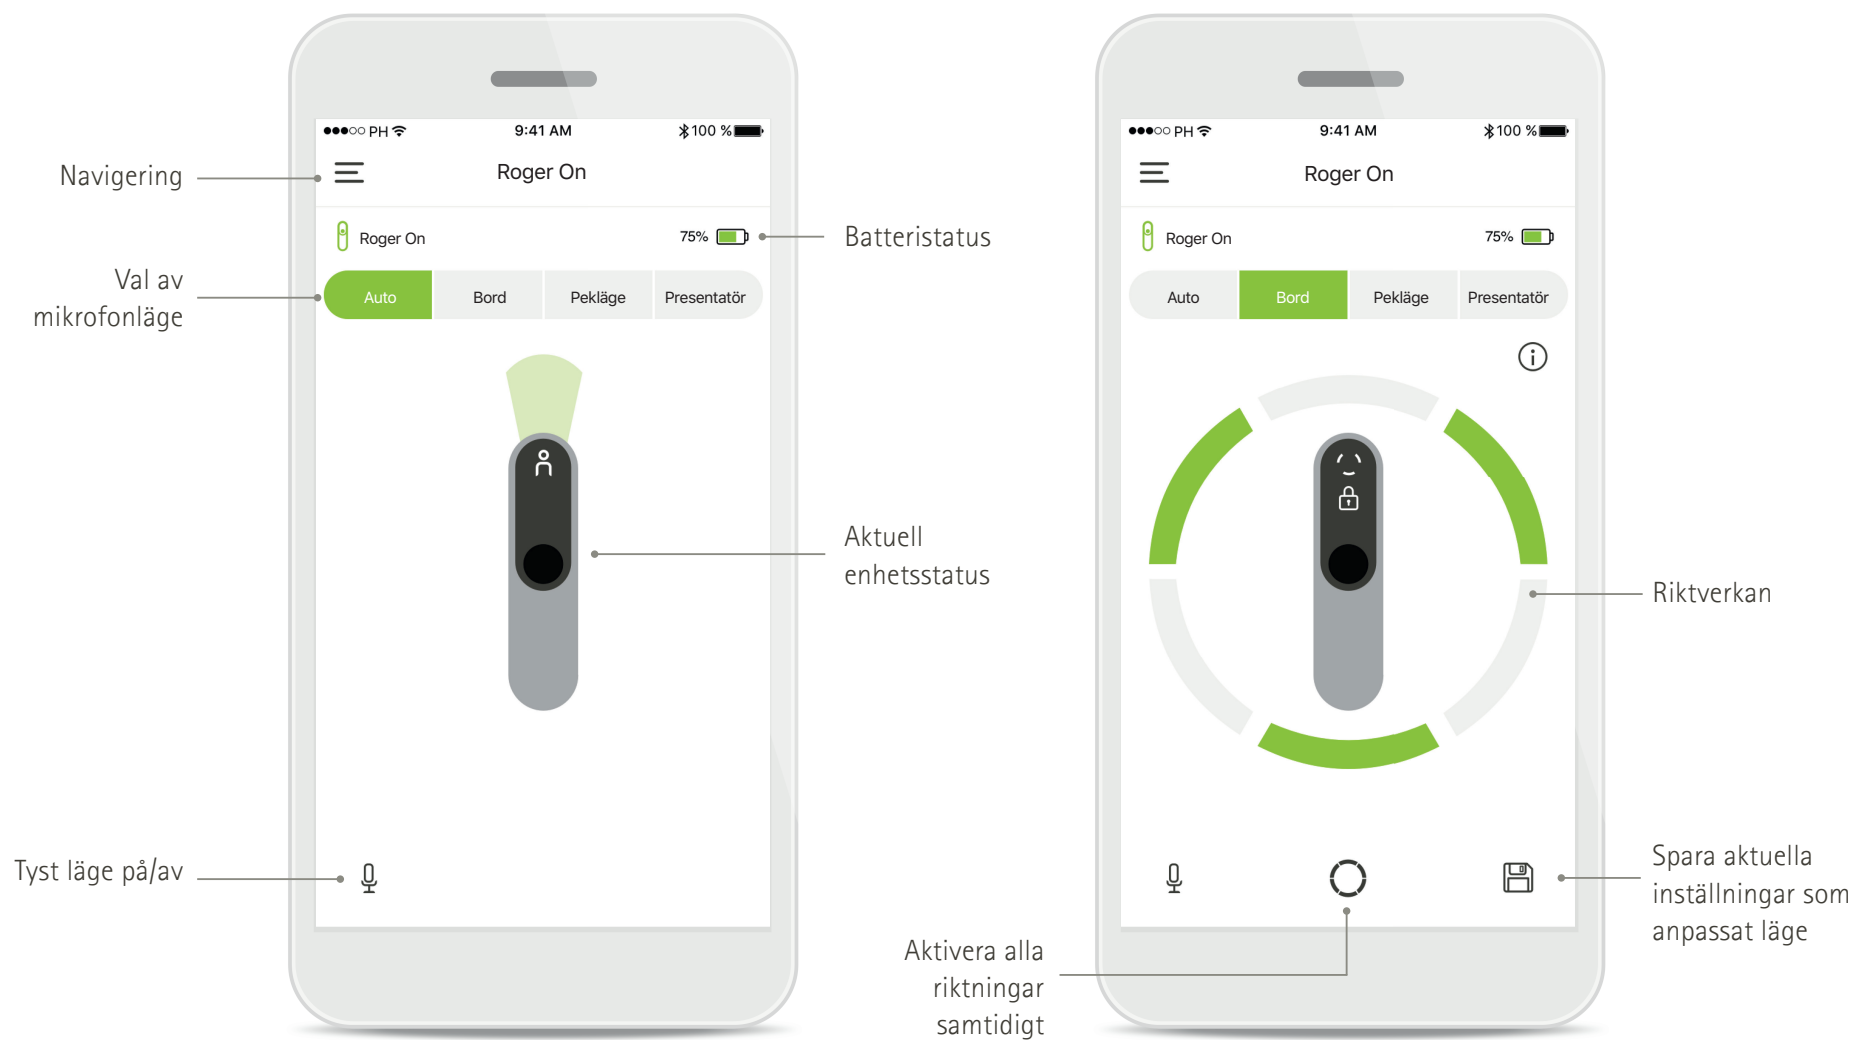 PH
9:41 AM
100 %
Roger On
Roger On
75%
Auto
Bord
Pekläge
Presentatör
Navigering
Val av
mikrofonläge
Tyst läge på/av
Batteristatus
Aktuell
enhetsstatus
PH
9:41 AM
100 %
Roger On
Roger On
75%
Auto
Bord
Pekläge
Presentatör
Riktverkan
Aktivera alla
riktningar
samtidigt
Spara aktuella
inställningar som
anpassat läge